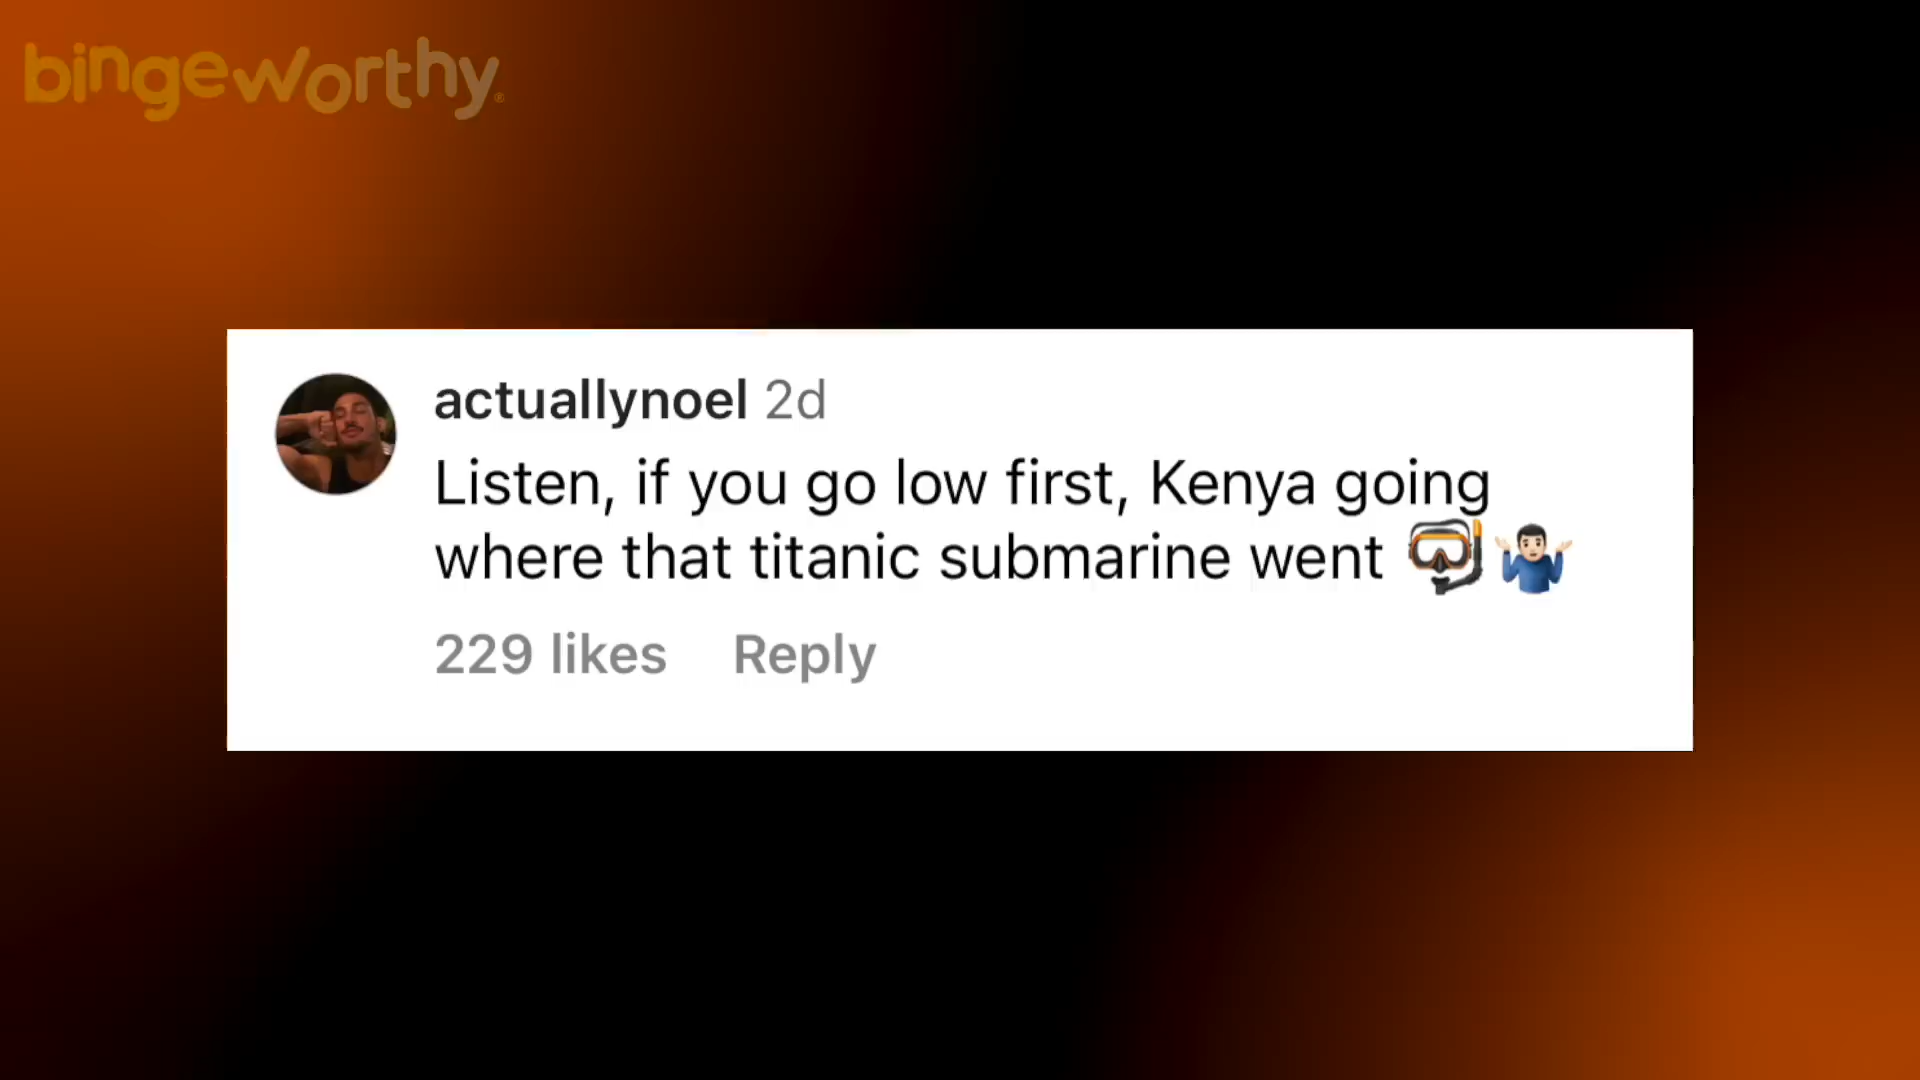 bingeworthy®
actuallynoel 2d
Listen, if you go low first, Kenya going
where that titanic submarine went 🤿🤷🏻‍♂️
229 likes Reply